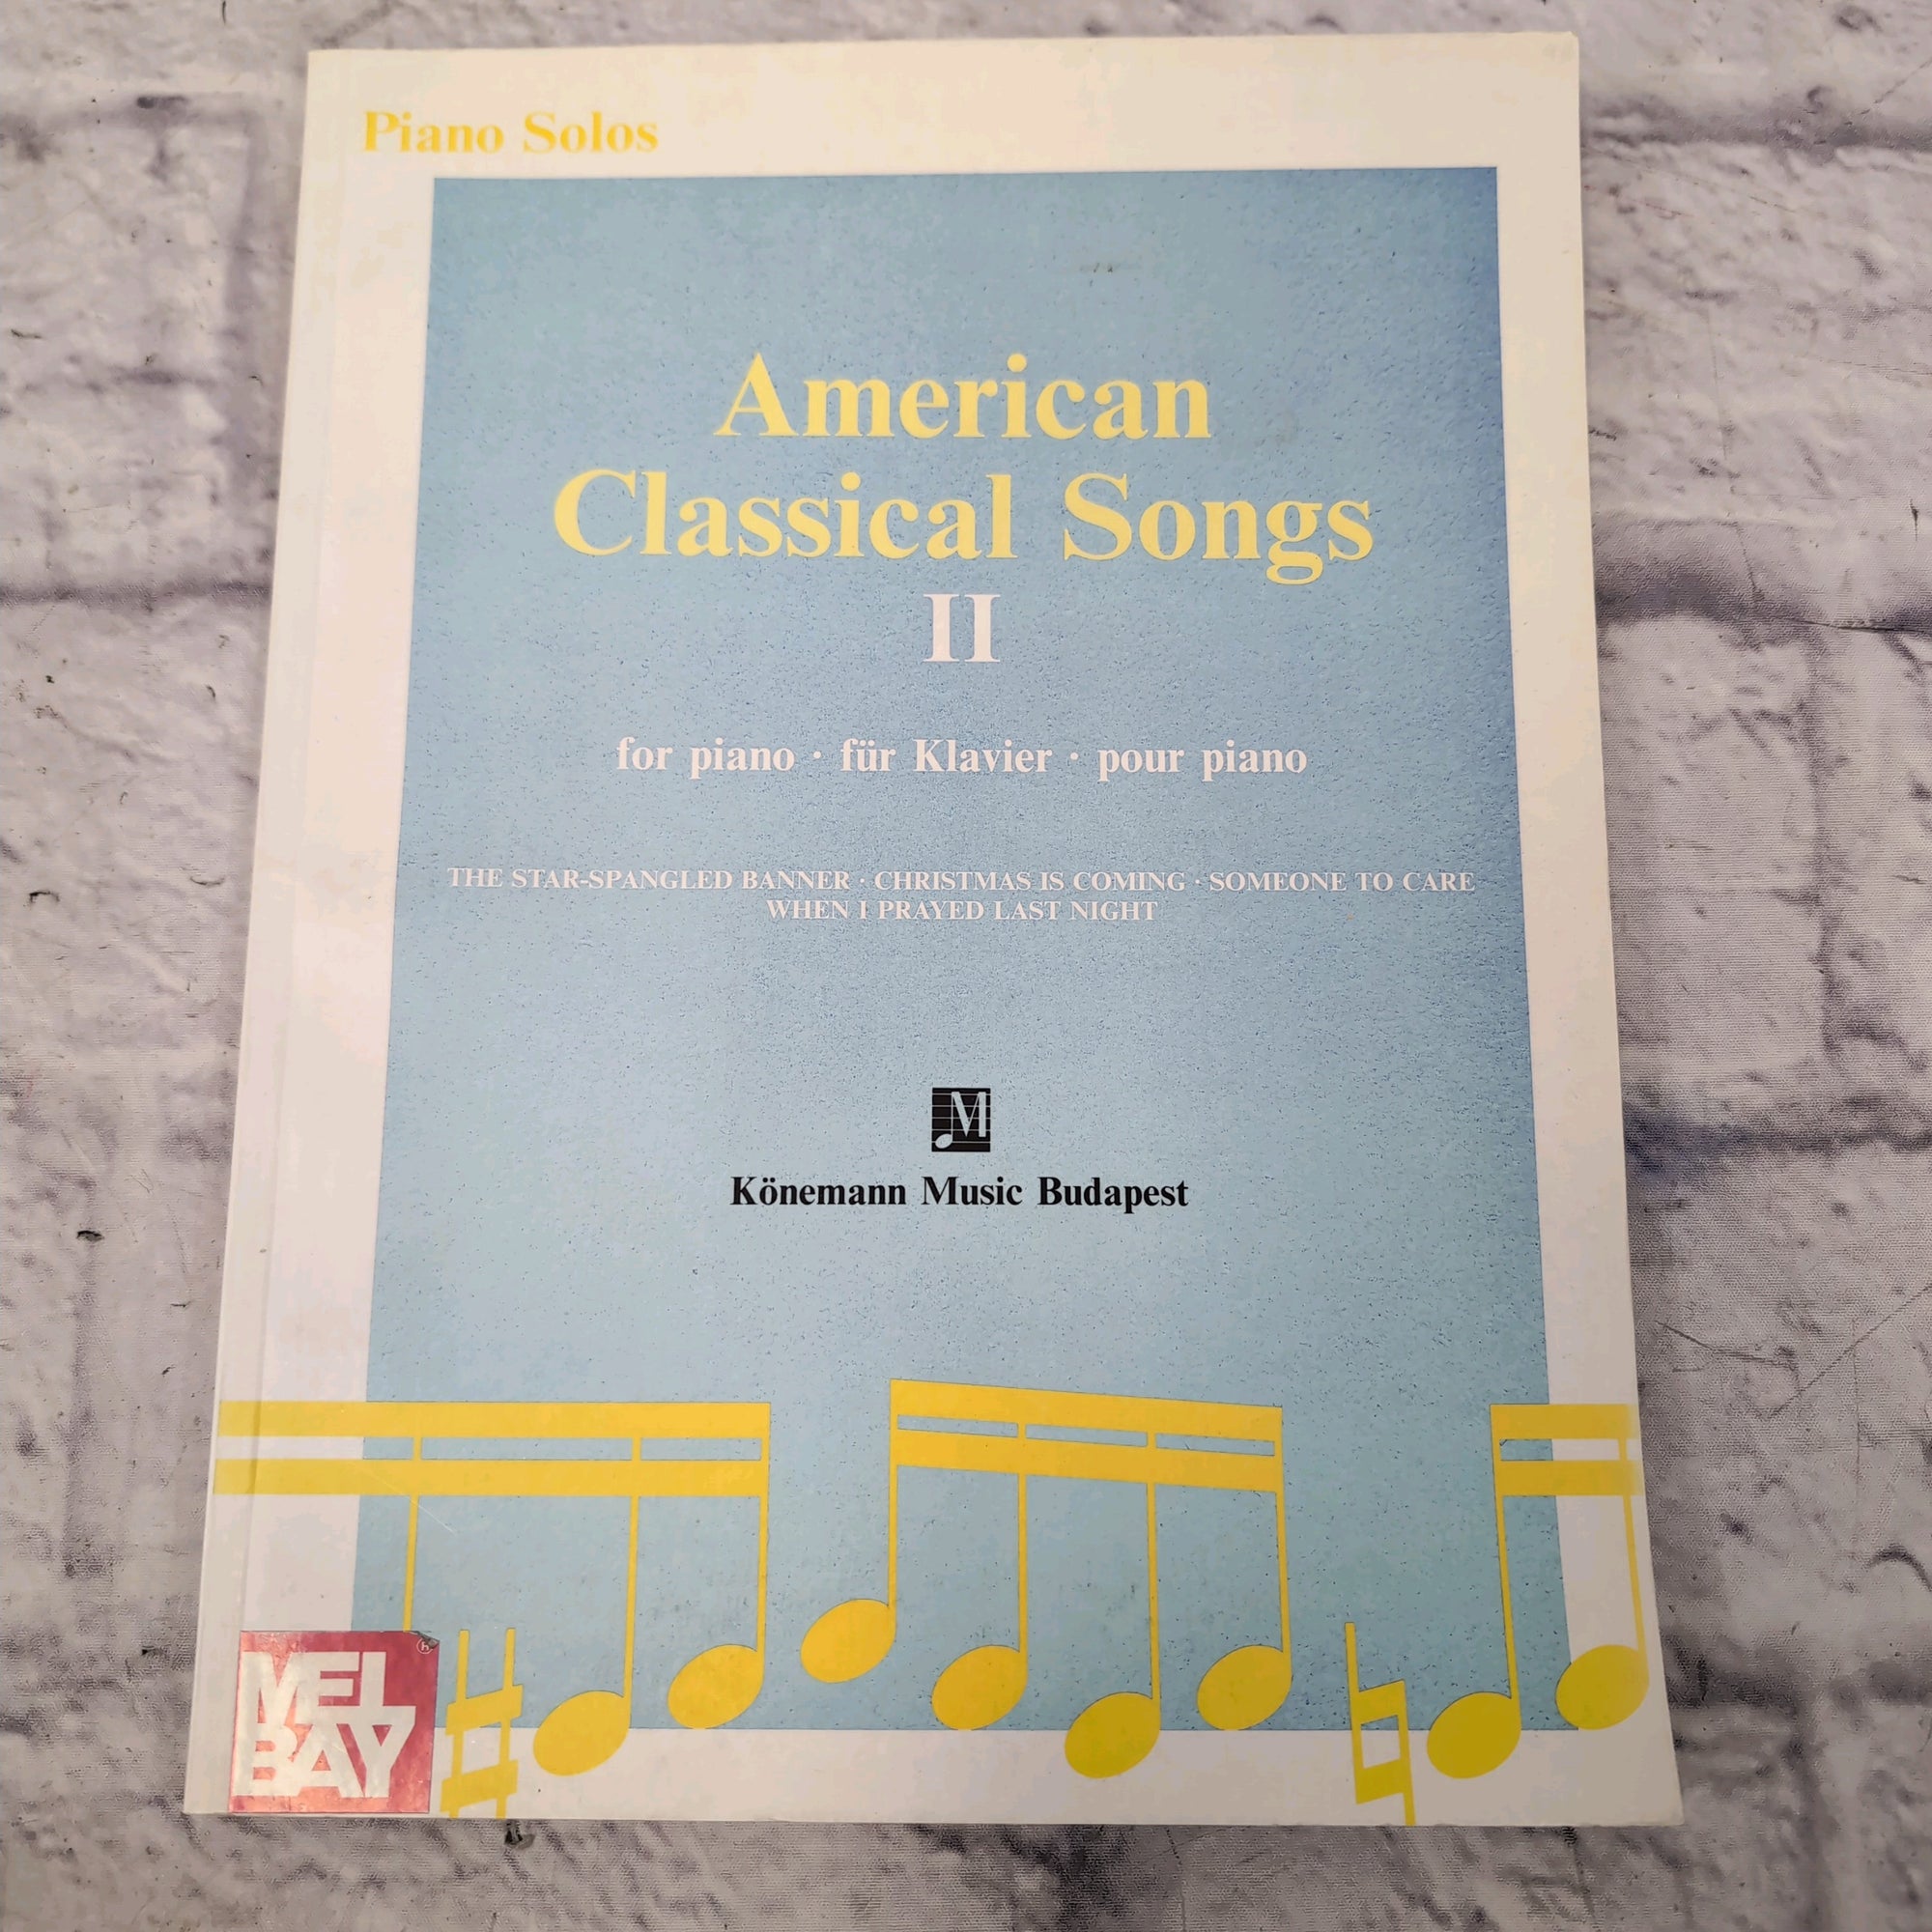 Piano Solos
American
Classical Songs
II
for piano · für Klavier · pour piano
THE STAR-SPANGLED BANNER · CHRISTMAS IS COMING · SOMEONE TO CARE
WHEN I PRAYED LAST NIGHT
M
Könemann Music Budapest
MEL
BAY